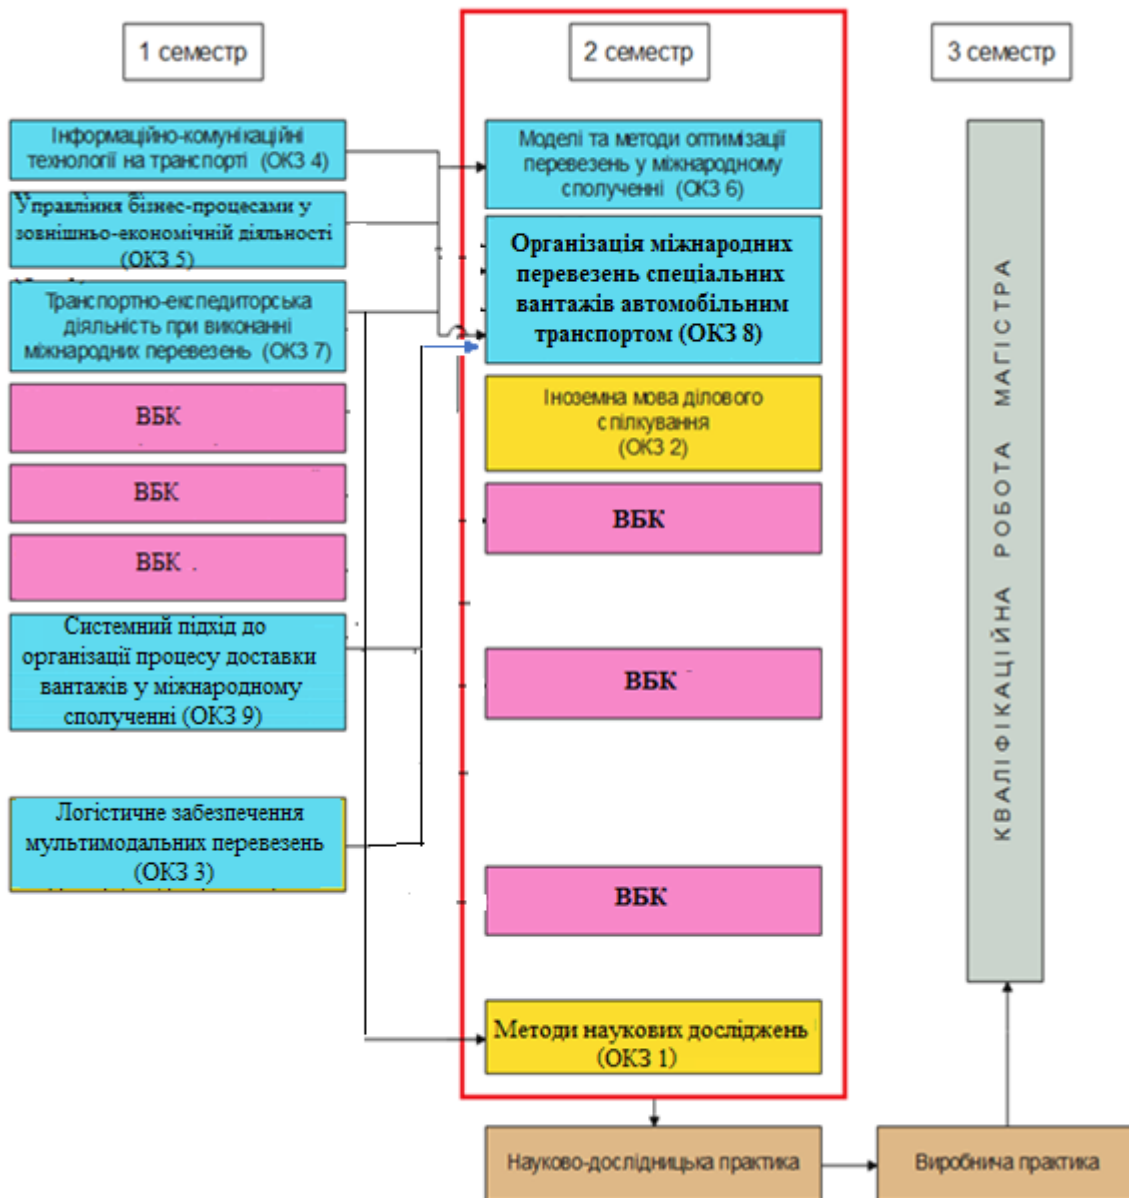 1 семестр
2 семестр
3 семестр
Інформаційно-комунікаційні
технології на транспорті (ОКЗ 4)
Управління бізнес-процесами у
зовнішньо-економічній діяльності
(ОКЗ 5)
Транспортно-експедиторська
діяльність при виконанні
міжнародних перевезень (ОКЗ 7)
ВБК
ВБК
ВБК
Системний підхід до
організації процесу доставки
вантажів у міжнародному
сполученні (ОКЗ 9)
Логістичне забезпечення
мультимодальних перевезень
(ОКЗ 3)
Моделі та методи оптимізації
перевезень у міжнародному
сполученні (ОКЗ 6)
Організація міжнародних
перевезень спеціальних
вантажів автомобільним
транспортом (ОКЗ 8)
Іноземна мова ділового
спілкування
(ОКЗ 2)
ВБК
ВБК
ВБК
Методи наукових досліджень
(ОКЗ 1)
КВАЛІФІКАЦІЙНА РОБОТА МАГІСТРА
Науково-дослідницька практика
Виробнича практика